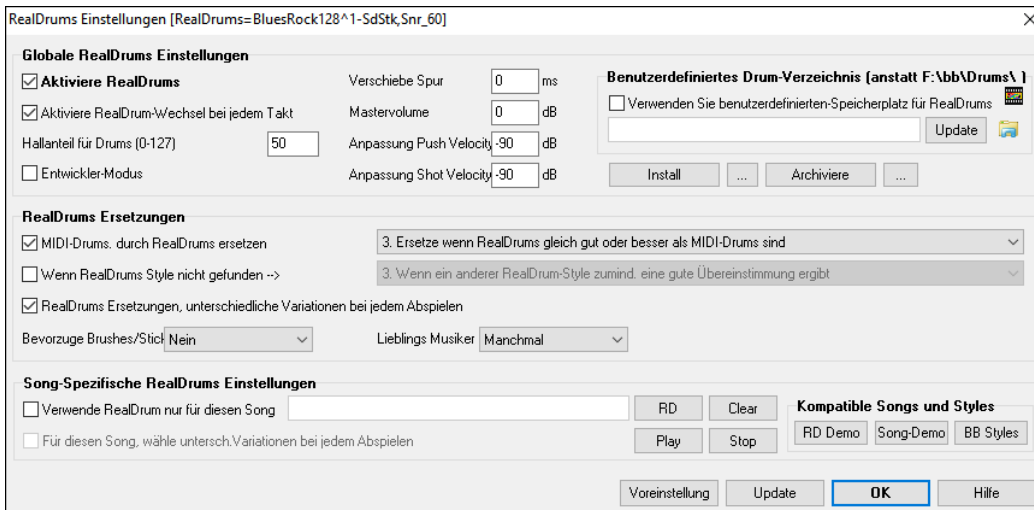 RealDrums Einstellungen [RealDrums=BluesRock128^1-SdStk,Snr_60]
Globale RealDrums Einstellungen
Aktiviere RealDrums
Verschiebe Spur 0 ms
Benutzerdefiniertes Drum-Verzeichnis (anstatt F:\bb\Drums\ )
Aktiviere RealDrum-Wechsel bei jedem Takt
Mastervolume 0 dB
Verwenden Sie benutzerdefinierten-Speicherplatz für RealDrums
Hallanteil für Drums (0-127) 50
Anpassung Push Velocity -90 dB
Update
Entwickler-Modus
Anpassung Shot Velocity -90 dB
Install ... Archiviere ...
RealDrums Ersetzungen
MIDI-Drums. durch RealDrums ersetzen
3. Ersetze wenn RealDrums gleich gut oder besser als MIDI-Drums sind
Wenn RealDrums Style nicht gefunden -->
3. Wenn ein anderer RealDrum-Style zumind. eine gute Übereinstimmung ergibt
RealDrums Ersetzungen, unterschiedliche Variationen bei jedem Abspielen
Bevorzuge Brushes/Stick Nein
Lieblings Musiker Manchmal
Song-Spezifische RealDrums Einstellungen
Verwende RealDrum nur für diesen Song
RD Clear
Kompatible Songs und Styles
Für diesen Song, wähle untersch.Variationen bei jedem Abspielen
Play Stop
RD Demo Song-Demo BB Styles
Voreinstellung Update OK Hilfe